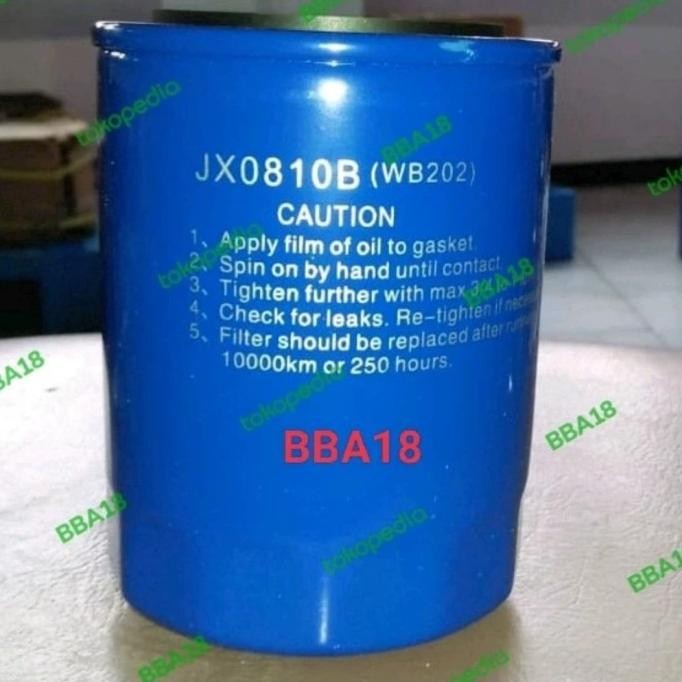 tokopedia
BBA18
JX0810B (WB202)
CAUTION
1、Apply film of oil to gasket.
2、Spin on by hand until contact.
3、Tighten further with max
4、Check for leaks. Re-tighten if
5、Filter should be replaced after
10000km or 250 hours.
tokopedia
BBA18
BBA18
tokopedia
BBA18
BBA18
BBA18
tokopedia
BBA18